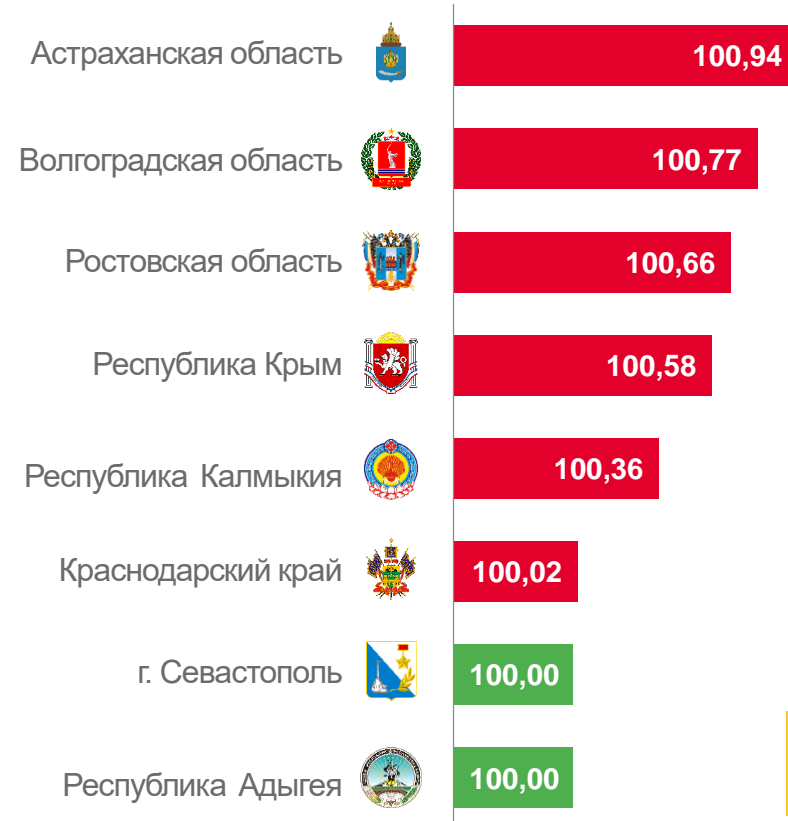 Астраханская область 100,94
Волгоградская область 100,77
Ростовская область 100,66
Республика Крым 100,58
Республика Калмыкия 100,36
Краснодарский край 100,02
г. Севастополь 100,00
Республика Адыгея 100,00